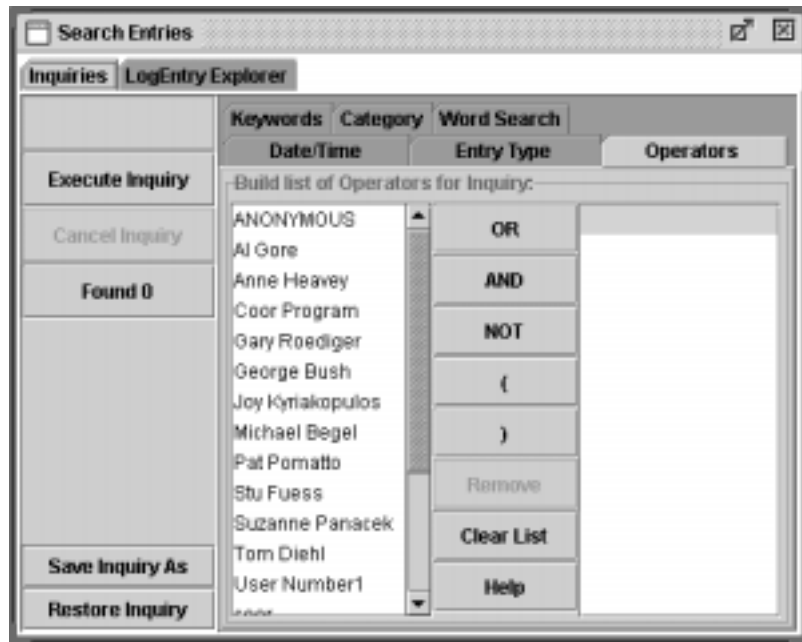 Search Entries
Inquiries LogEntry Explorer
Keywords Category Word Search
Date/Time Entry Type Operators
Execute Inquiry
Cancel Inquiry
Found 0
Save Inquiry As
Restore Inquiry
Build list of Operators for Inquiry:
ANONYMOUS
Al Gore
Anne Heavey
Coor Program
Gary Roediger
George Bush
Joy Kyriakopulos
Michael Begel
Pat Pomatto
Stu Fuess
Suzanne Panacek
Tom Diehl
User Number1
OR
AND
NOT
(
)
Remove
Clear List
Help